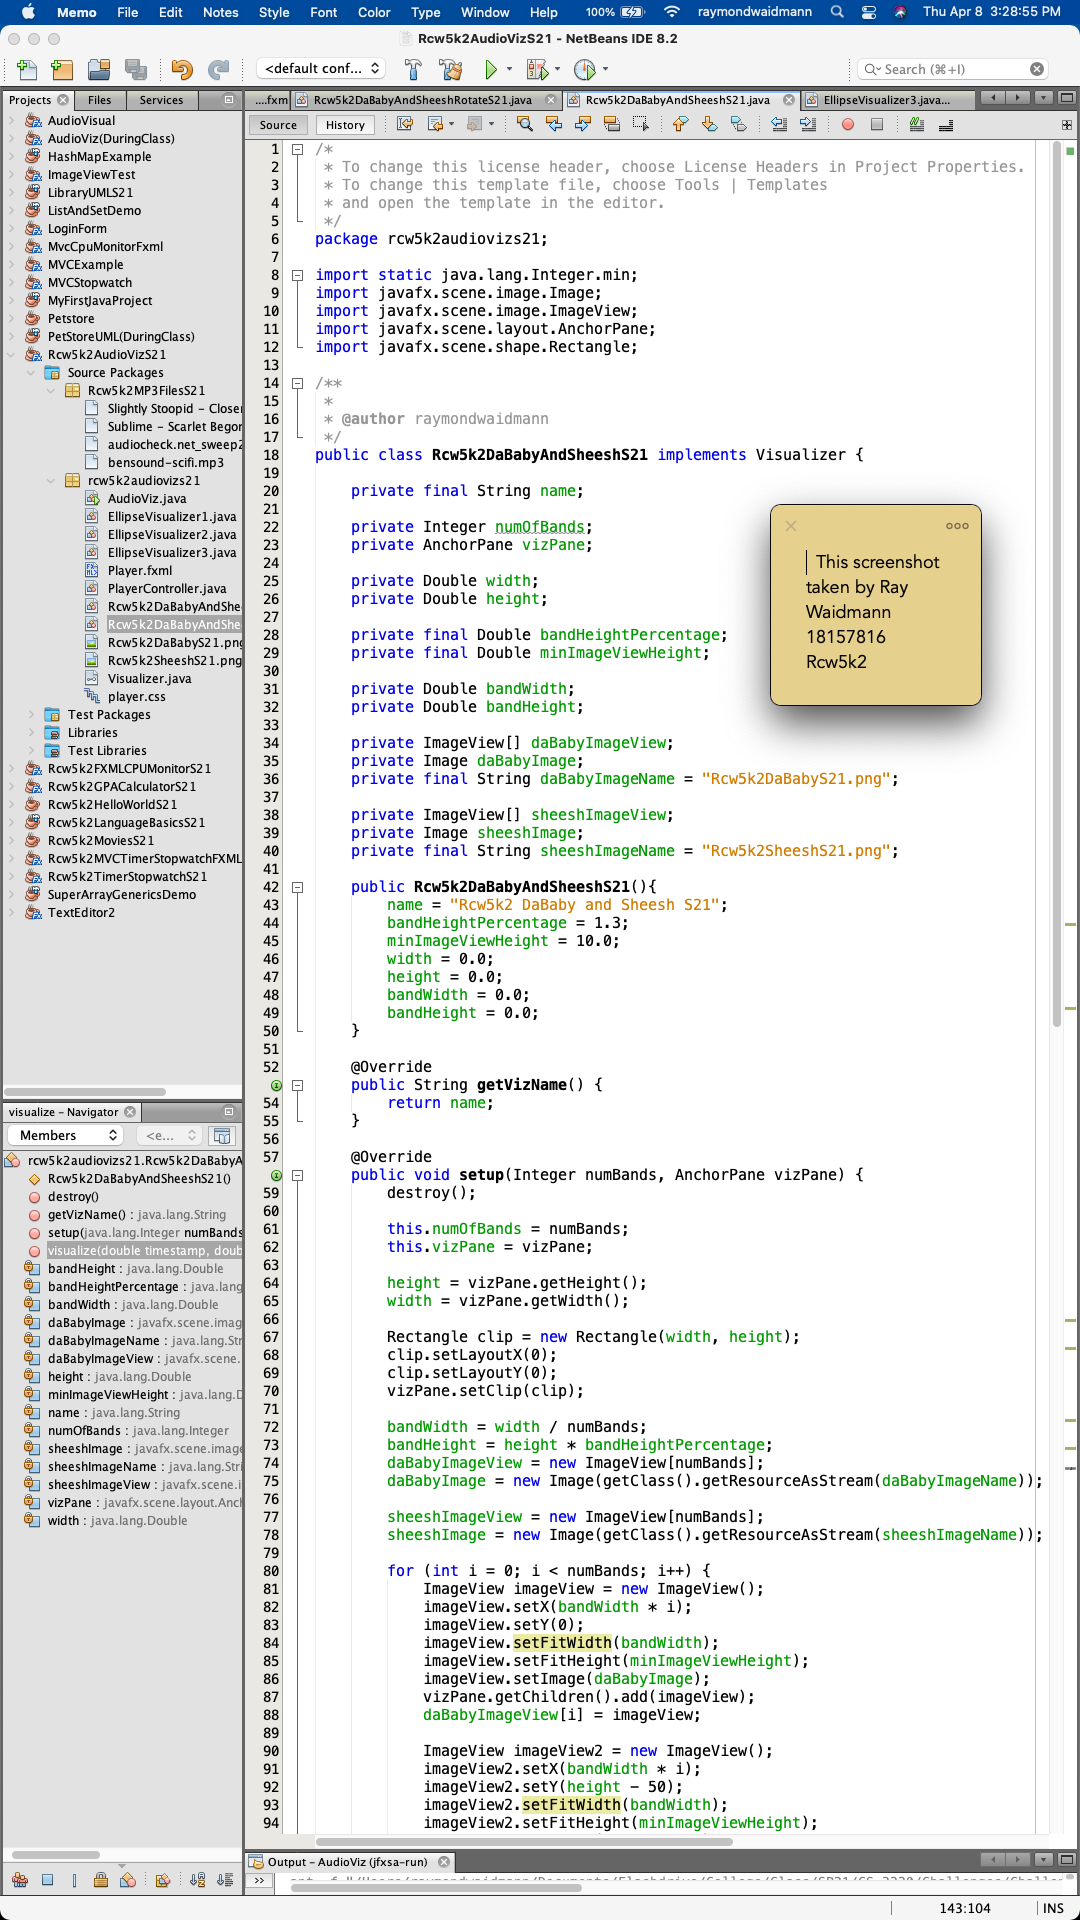 Memo File Edit Notes Style Font Color Type Window Help 100% raymondwaidmann Thu Apr 8 3:28:55 PM
Rcw5k2AudioVizS21 - NetBeans IDE 8.2
<default conf... Search (⌘+I)
Projects Files Services
....fxm Rcw5k2DaBabyAndSheeshRotateS21.java Rcw5k2DaBabyAndSheeshS21.java EllipseVisualizer3.java...
Source History
AudioVisual
AudioViz(DuringClass)
HashMapExample
ImageViewTest
LibraryUMLS21
ListAndSetDemo
LoginForm
MvcCpuMonitorFxml
MVCExample
MVCStopwatch
MyFirstJavaProject
Petstore
PetStoreUML(DuringClass)
Rcw5k2AudioVizS21
Source Packages
Rcw5k2MP3FilesS21
Slightly Stoopid - Closer
Sublime - Scarlet Begor
audiocheck.net_sweep2
bensound-scifi.mp3
rcw5k2audiovizs21
AudioViz.java
EllipseVisualizer1.java
EllipseVisualizer2.java
EllipseVisualizer3.java
Player.fxml
PlayerController.java
Rcw5k2DaBabyAndShee
Rcw5k2DaBabyAndShee
Rcw5k2DaBabyS21.png
Rcw5k2SheeshS21.png
Visualizer.java
player.css
Test Packages
Libraries
Test Libraries
Rcw5k2FXMLCPUMonitorS21
Rcw5k2GPACalculatorS21
Rcw5k2HelloWorldS21
Rcw5k2LanguageBasicsS21
Rcw5k2MoviesS21
Rcw5k2MVCTimerStopwatchFXML
Rcw5k2TimerStopwatchS21
SuperArrayGenericsDemo
TextEditor2
visualize - Navigator
Members <e...
rcw5k2audiovizs21.Rcw5k2DaBabyA
Rcw5k2DaBabyAndSheeshS21()
destroy()
getVizName() : java.lang.String
setup(java.lang.Integer numBands
visualize(double timestamp, doub
bandHeight : java.lang.Double
bandHeightPercentage : java.lang
bandWidth : java.lang.Double
daBabyImage : javafx.scene.imag
daBabyImageName : java.lang.Str
daBabyImageView : javafx.scene.
height : java.lang.Double
minImageViewHeight : java.lang.D
name : java.lang.String
numOfBands : java.lang.Integer
sheeshImage : javafx.scene.image
sheeshImageName : java.lang.Stri
sheeshImageView : javafx.scene.i
vizPane : javafx.scene.layout.Anc
width : java.lang.Double
1 /*
2 * To change this license header, choose License Headers in Project Properties.
3 * To change this template file, choose Tools | Templates
4 * and open the template in the editor.
5 */
6 package rcw5k2audiovizs21;
7
8 import static java.lang.Integer.min;
9 import javafx.scene.image.Image;
10 import javafx.scene.image.ImageView;
11 import javafx.scene.layout.AnchorPane;
12 import javafx.scene.shape.Rectangle;
13
14 /**
15 *
16 * @author raymondwaidmann
17 */
18 public class Rcw5k2DaBabyAndSheeshS21 implements Visualizer {
19
20 private final String name;
21
22 private Integer numOfBands;
23 private AnchorPane vizPane;
24
25 private Double width;
26 private Double height;
27
28 private final Double bandHeightPercentage;
29 private final Double minImageViewHeight;
30
31 private Double bandWidth;
32 private Double bandHeight;
33
34 private ImageView[] daBabyImageView;
35 private Image daBabyImage;
36 private final String daBabyImageName = "Rcw5k2DaBabyS21.png";
37
38 private ImageView[] sheeshImageView;
39 private Image sheeshImage;
40 private final String sheeshImageName = "Rcw5k2SheeshS21.png";
41
42 public Rcw5k2DaBabyAndSheeshS21(){
43 name = "Rcw5k2 DaBaby and Sheesh S21";
44 bandHeightPercentage = 1.3;
45 minImageViewHeight = 10.0;
46 width = 0.0;
47 height = 0.0;
48 bandWidth = 0.0;
49 bandHeight = 0.0;
50 }
51
52 @Override
public String getVizName() {
54 return name;
55 }
56
57 @Override
public void setup(Integer numBands, AnchorPane vizPane) {
59 destroy();
60
61 this.numOfBands = numBands;
62 this.vizPane = vizPane;
63
64 height = vizPane.getHeight();
65 width = vizPane.getWidth();
66
67 Rectangle clip = new Rectangle(width, height);
68 clip.setLayoutX(0);
69 clip.setLayoutY(0);
70 vizPane.setClip(clip);
71
72 bandWidth = width / numBands;
73 bandHeight = height * bandHeightPercentage;
74 daBabyImageView = new ImageView[numBands];
75 daBabyImage = new Image(getClass().getResourceAsStream(daBabyImageName));
76
77 sheeshImageView = new ImageView[numBands];
78 sheeshImage = new Image(getClass().getResourceAsStream(sheeshImageName));
79
80 for (int i = 0; i < numBands; i++) {
81 ImageView imageView = new ImageView();
82 imageView.setX(bandWidth * i);
83 imageView.setY(0);
84 imageView.setFitWidth(bandWidth);
85 imageView.setFitHeight(minImageViewHeight);
86 imageView.setImage(daBabyImage);
87 vizPane.getChildren().add(imageView);
88 daBabyImageView[i] = imageView;
89
90 ImageView imageView2 = new ImageView();
91 imageView2.setX(bandWidth * i);
92 imageView2.setY(height - 50);
93 imageView2.setFitWidth(bandWidth);
94 imageView2.setFitHeight(minImageViewHeight);
This screenshot
taken by Ray
Waidmann
18157816
Rcw5k2
Output - AudioViz (jfxsa-run)
143:104 INS